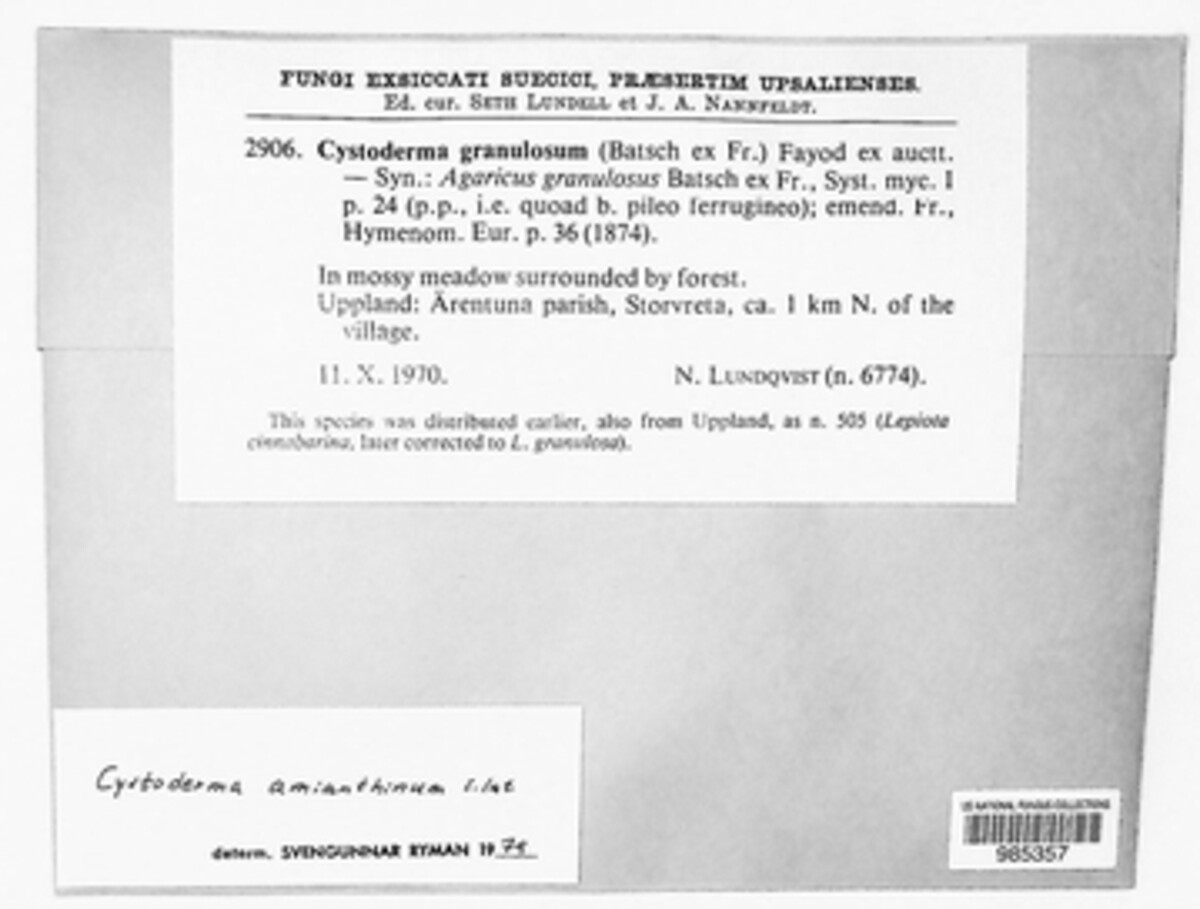 FUNGI EXSICCATI SUECICI, PRÆSERTIM UPSALIENSES.
Ed. cur. SETH LUNDELL et J. A. NANNFELDT.
2906. Cystoderma granulosum (Batsch ex Fr.) Fayod ex auctt.
— Syn.: Agaricus granulosus Batsch ex Fr., Syst. myc. I
p. 24 (p.p., i.e. quoad b. pileo ferrugineo); emend. Fr.,
Hymenom. Eur. p. 36 (1874).
In mossy meadow surrounded by forest.
Uppland: Ärentuna parish, Storvreta, ca. 1 km N. of the
village.
11. X. 1970. N. LUNDQVIST (n. 6774).
This species was distributed earlier, also from Uppland, as n. 505 (Lepiota
cinnabarina, later corrected to L. granulosa).
Cystoderma amianthinum s. lat
determ. SVENGUNNAR RYMAN 19
US NATIONAL FUNGUS COLLECTIONS
985357